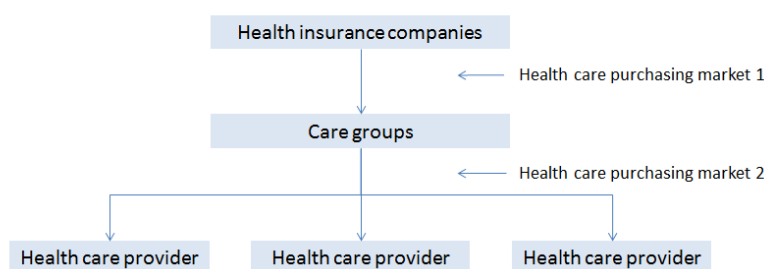 Health insurance companies
Health care purchasing market 1
Care groups
Health care purchasing market 2
Health care provider
Health care provider
Health care provider